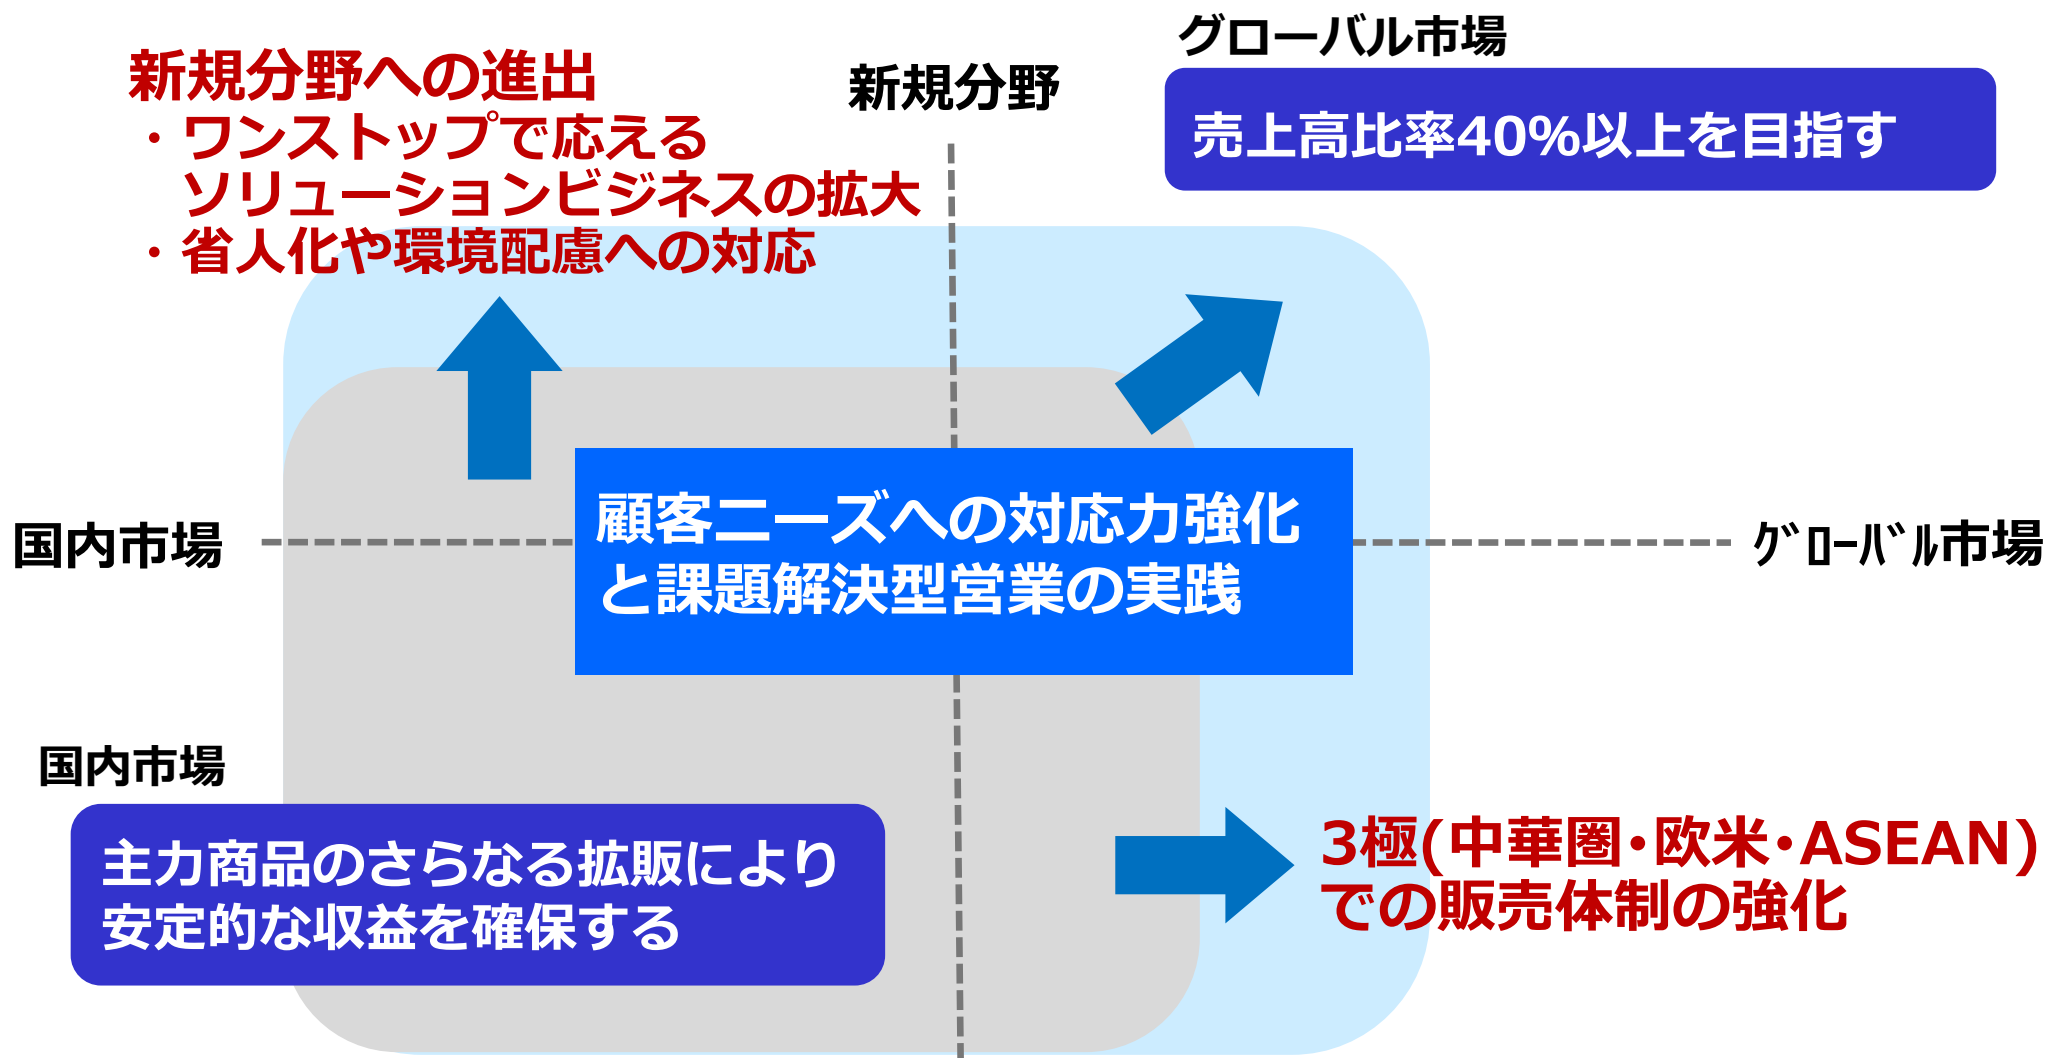 グローバル市場
新規分野への進出
新規分野
売上高比率40%以上を目指す
・ワンストップで応える
ソリューションビジネスの拡大
・省人化や環境配慮への対応
顧客ニーズへの対応力強化
と課題解決型営業の実践
国内市場
ｸﾞﾛｰﾊﾞﾙ市場
国内市場
主力商品のさらなる拡販により
安定的な収益を確保する
3極(中華圏・欧米・ASEAN)
での販売体制の強化